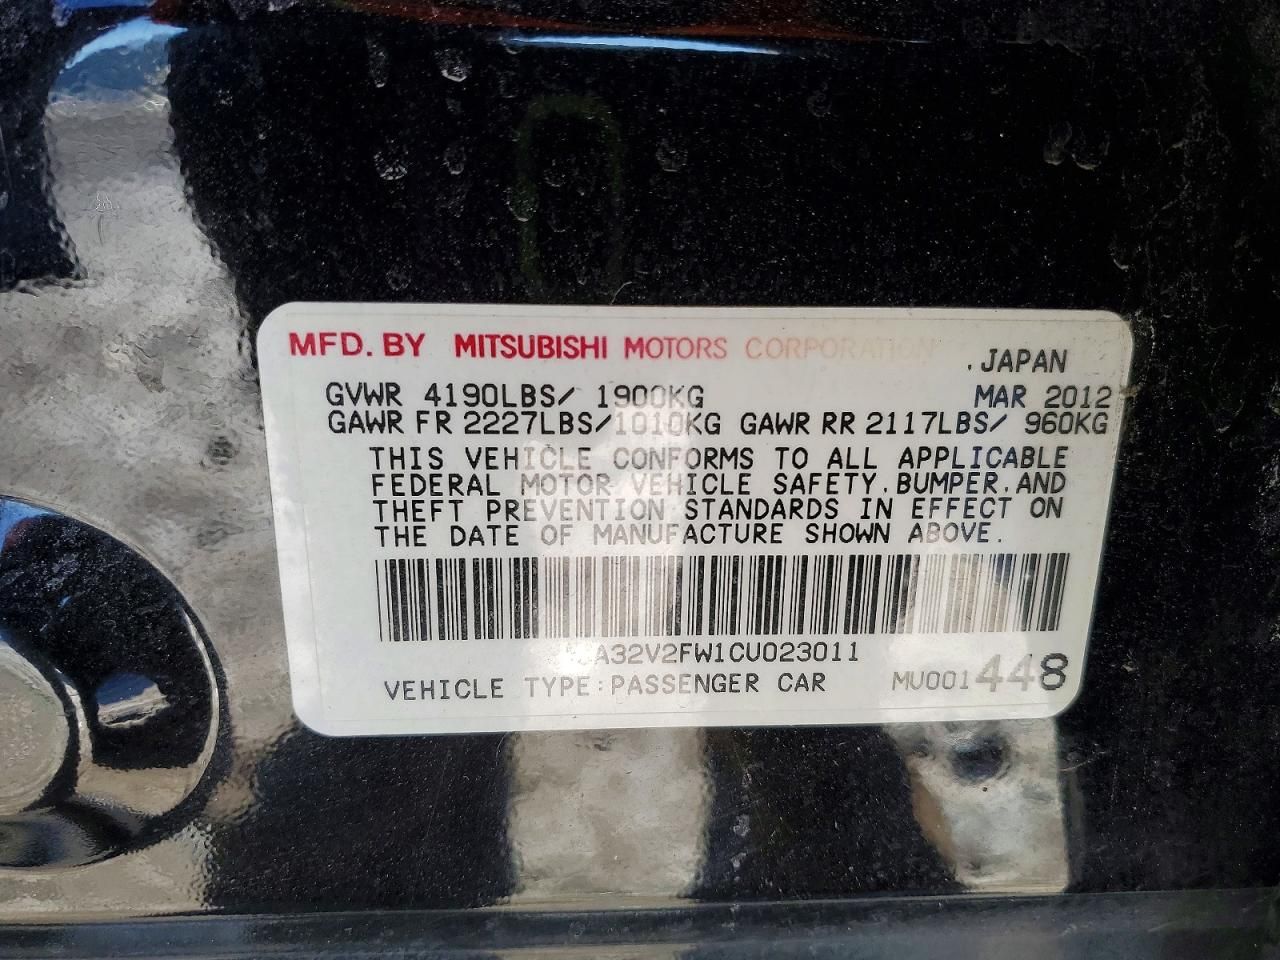 MFD. BY MITSUBISHI MOTORS CORPORATION
JAPAN
GVWR 4190LBS/ 1900KG MAR 2012
GAWR FR 2227LBS/1010KG GAWR RR 2117LBS/ 960KG
THIS VEHICLE CONFORMS TO ALL APPLICABLE
FEDERAL MOTOR VEHICLE SAFETY, BUMPER, AND
THEFT PREVENTION STANDARDS IN EFFECT ON
THE DATE OF MANUFACTURE SHOWN ABOVE.
A32V2FW1CU023011
VEHICLE TYPE:PASSENGER CAR MU001448